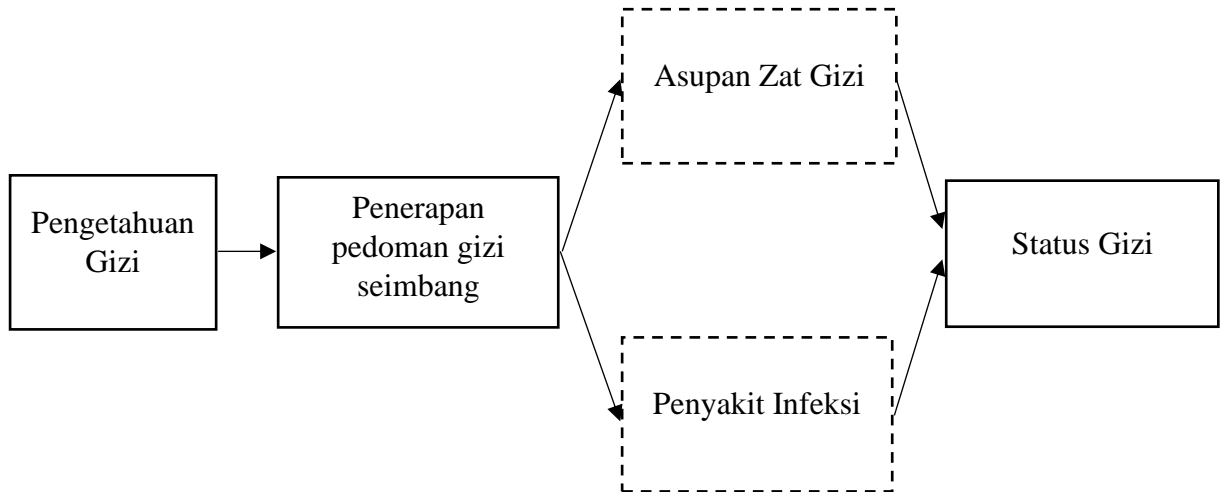 Pengetahuan
Gizi
Penerapan
pedoman gizi
seimbang
Asupan Zat Gizi
Penyakit Infeksi
Status Gizi